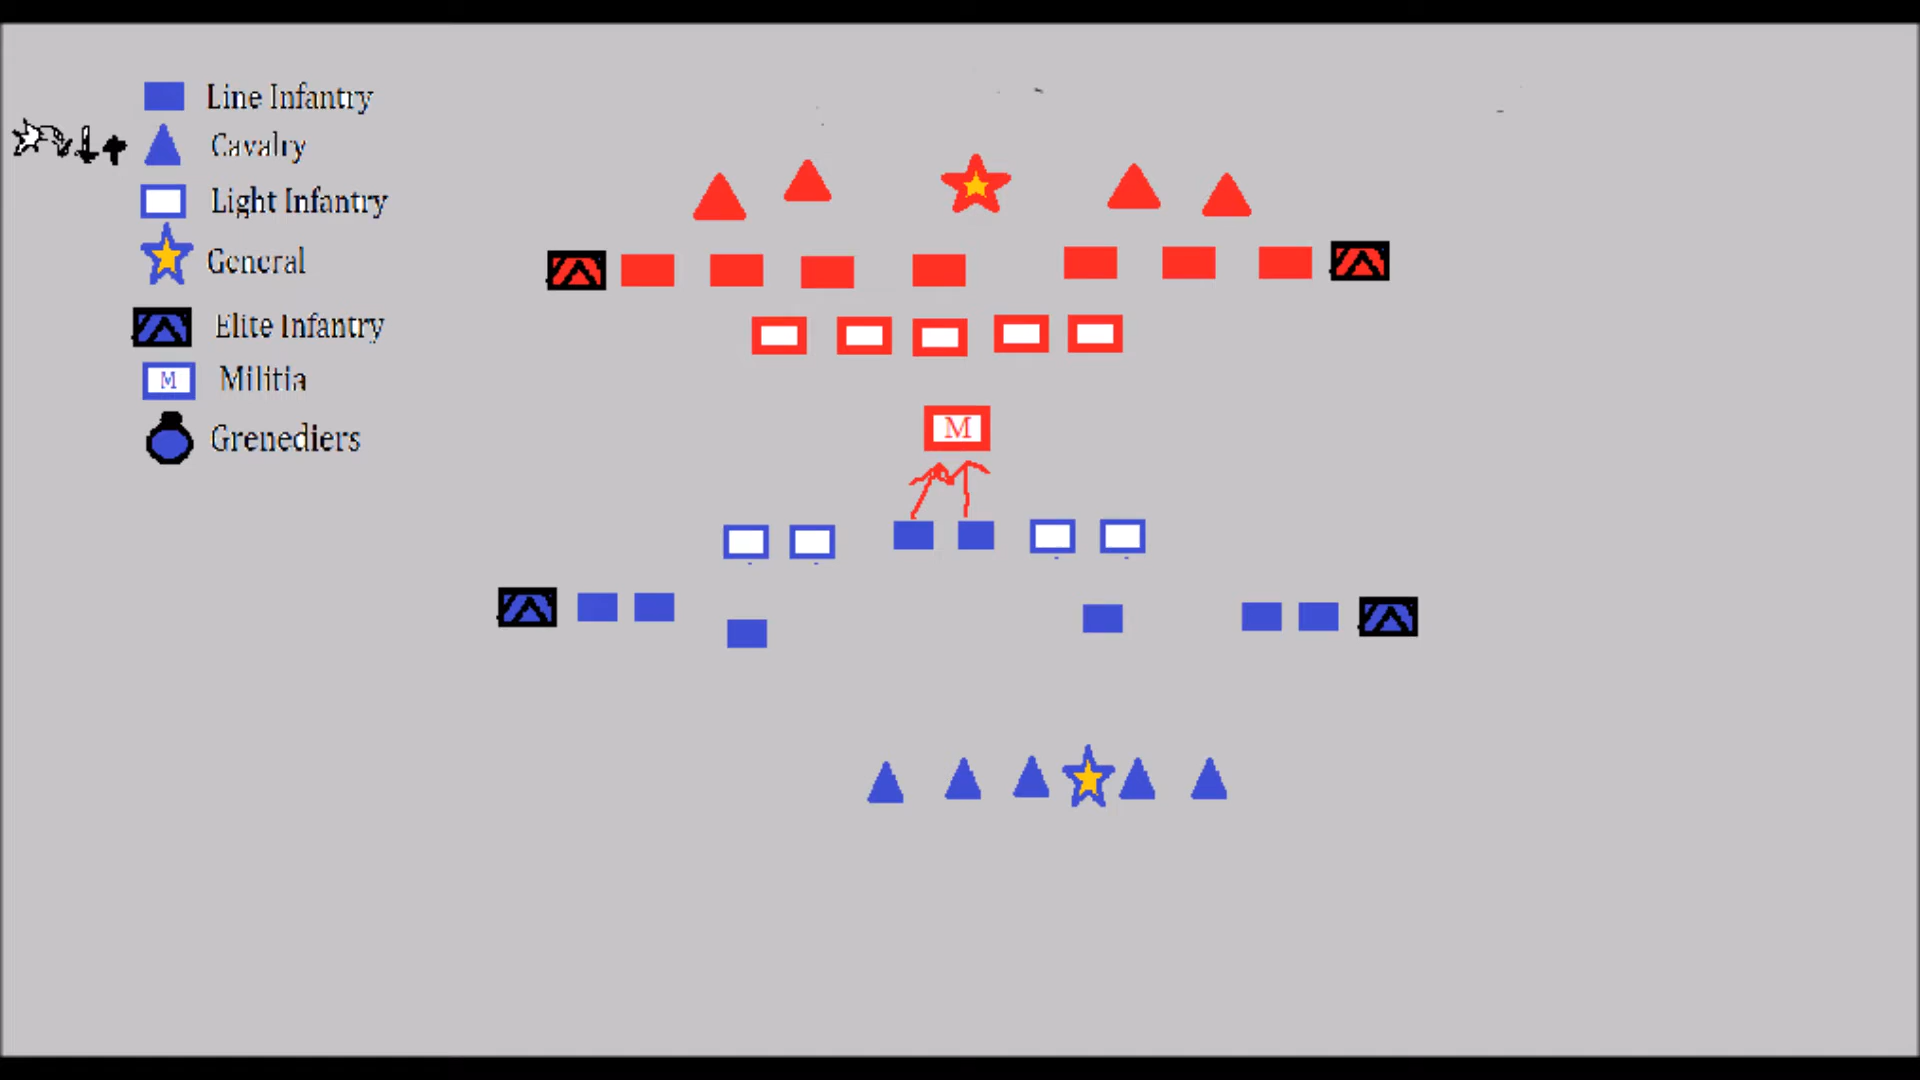 Line Infantry
Cavalry
Light Infantry
General
Elite Infantry
M Militia
Grenediers
M